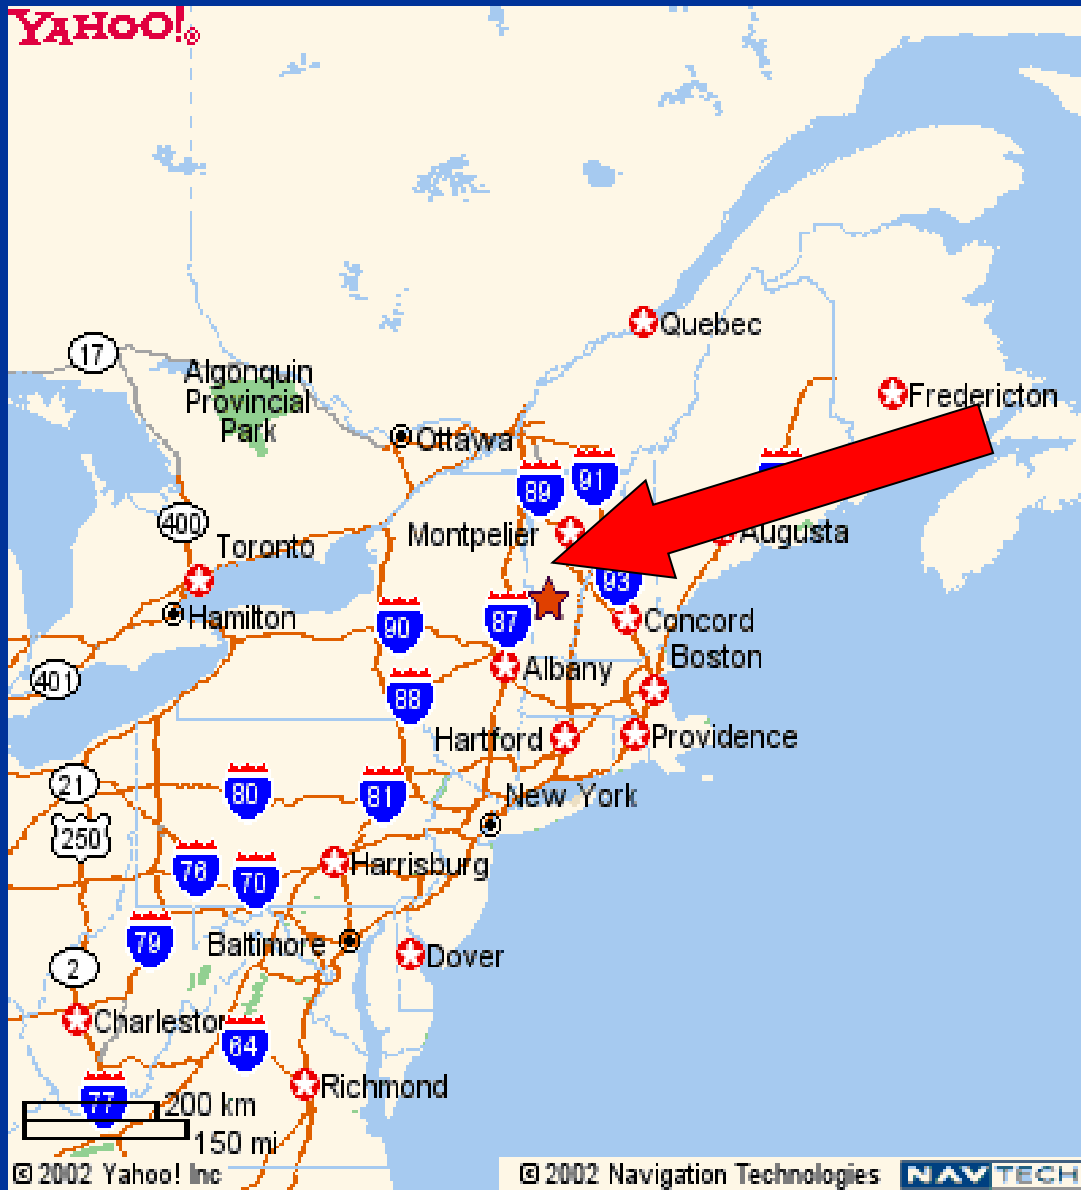 YAHOO!®
Quebec
17
Algonquin
Provincial
Park
Fredericton
Ottawa
89
91
400
Montpelier
Augusta
Toronto
93
Hamilton
90
87
Concord
Boston
401
88
Albany
Hartford
Providence
21
80
81
New York
250
76
70
Harrisburg
79
Baltimore
2
Dover
Charleston
64
77
Richmond
200 km
150 mi
© 2002 Yahoo! Inc
© 2002 Navigation Technologies
NAVTECH